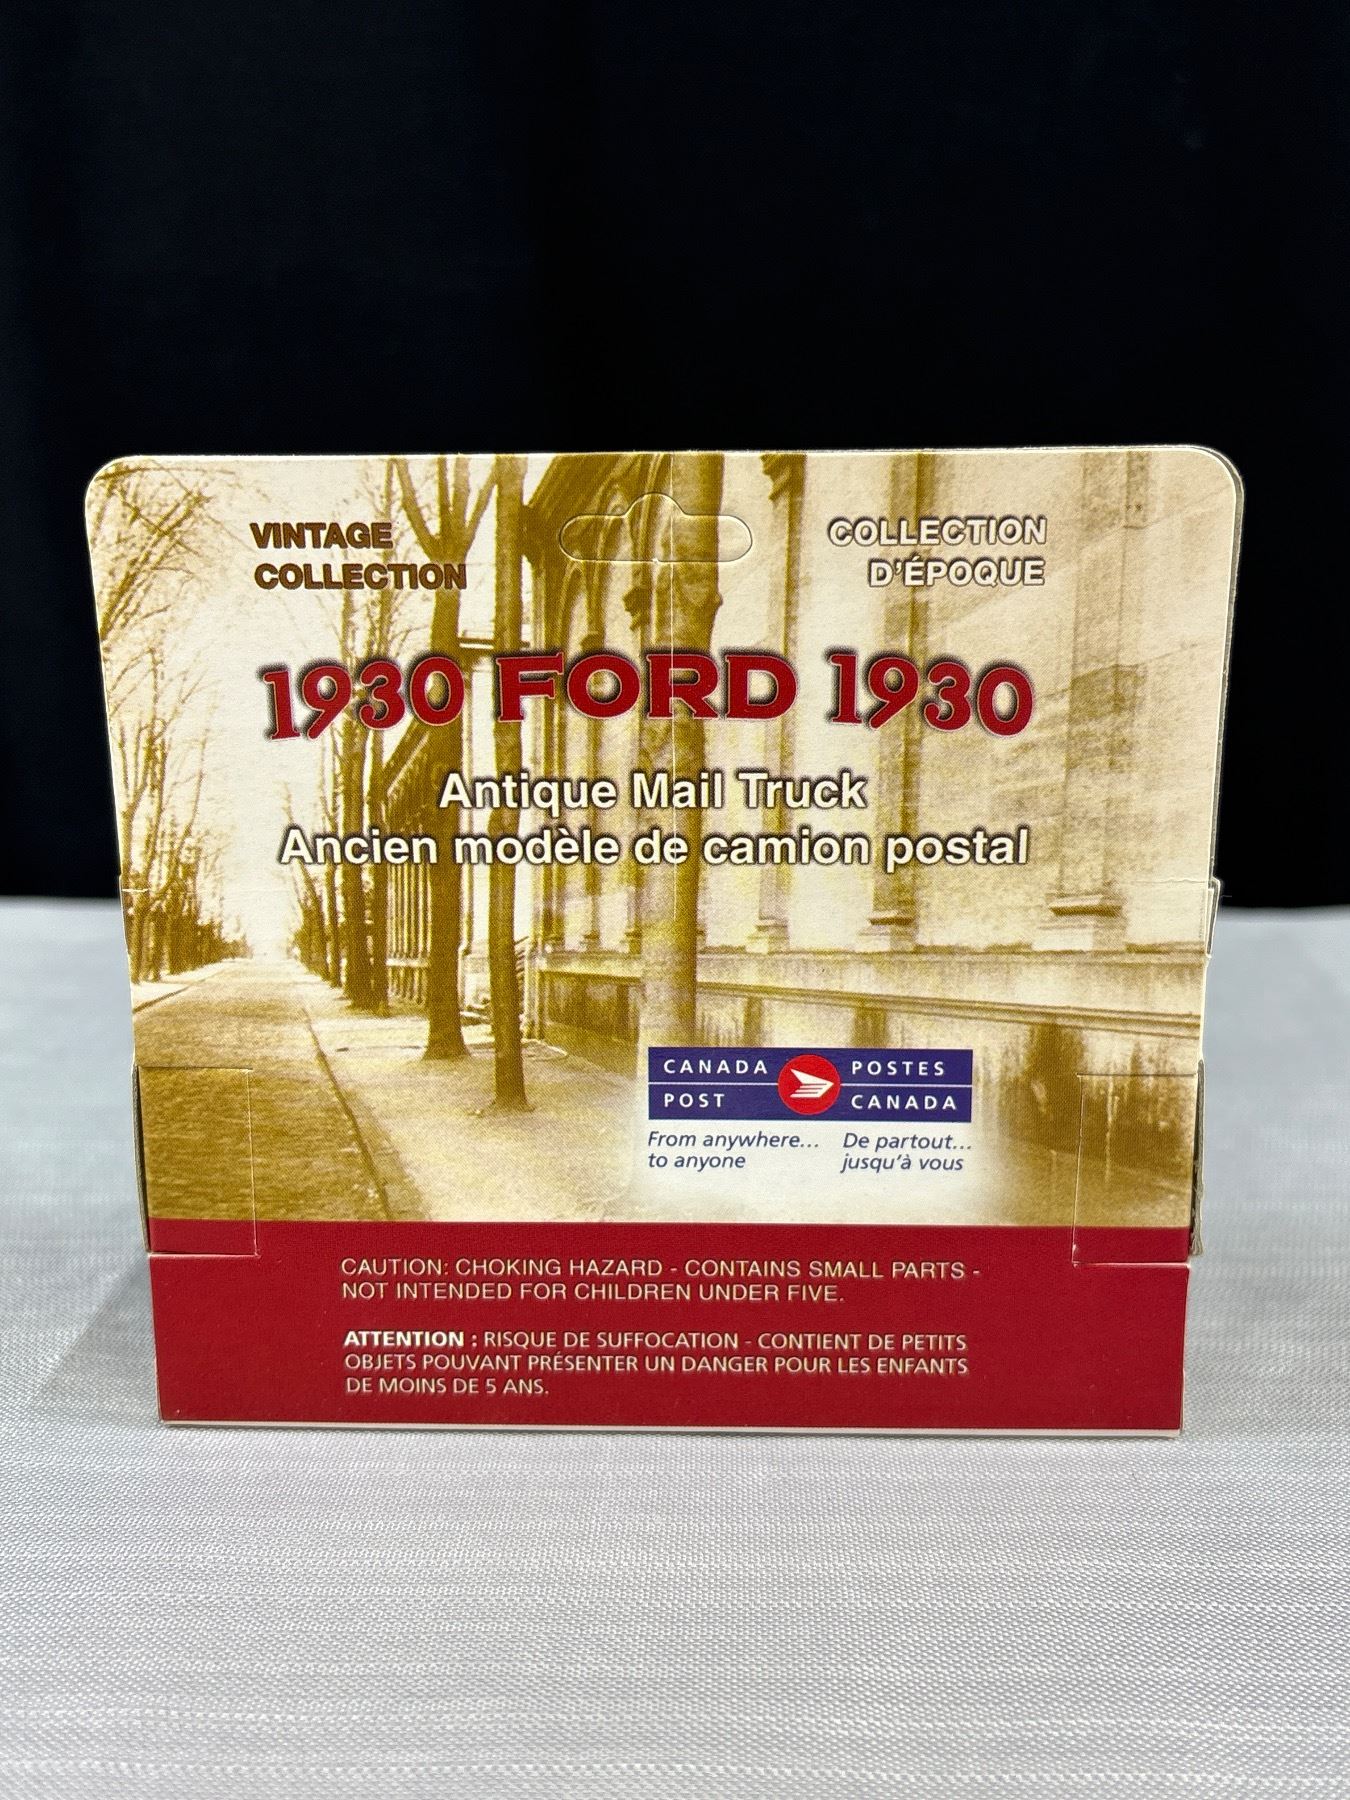 VINTAGE
COLLECTION
COLLECTION
D'ÉPOQUE
1930 FORD 1930
Antique Mail Truck
Ancien modèle de camion postal
CANADA
POST
POSTES
CANADA
From anywhere...
to anyone
De partout...
jusqu'à vous
CAUTION: CHOKING HAZARD - CONTAINS SMALL PARTS -
NOT INTENDED FOR CHILDREN UNDER FIVE.
ATTENTION : RISQUE DE SUFFOCATION - CONTIENT DE PETITS
OBJETS POUVANT PRÉSENTER UN DANGER POUR LES ENFANTS
DE MOINS DE 5 ANS.